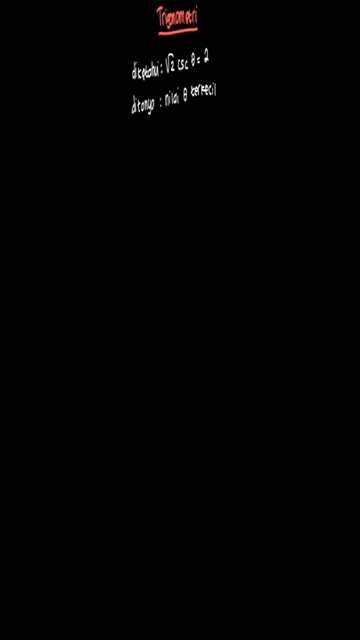 Trigonometri
diketahui : √2 csc θ = 2
ditanya : nilai θ terkecil